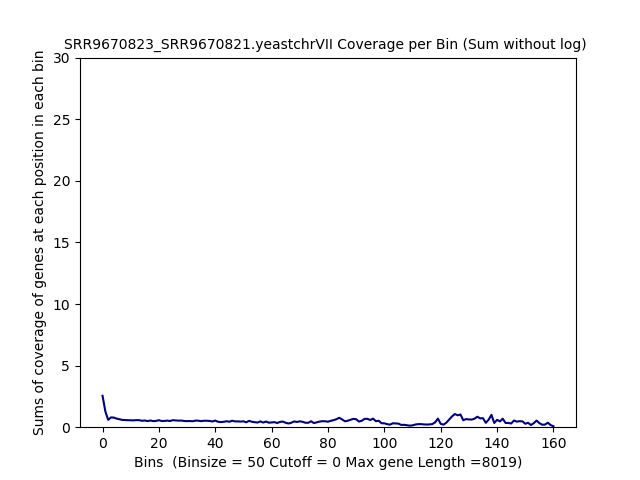 SRR9670823_SRR9670821.yeastchrVII Coverage per Bin (Sum without log)
Sums of coverage of genes at each position in each bin
30
25
20
15
10
5
0
0 20 40 60 80 100 120 140 160
Bins  (Binsize = 50 Cutoff = 0 Max gene Length =8019)